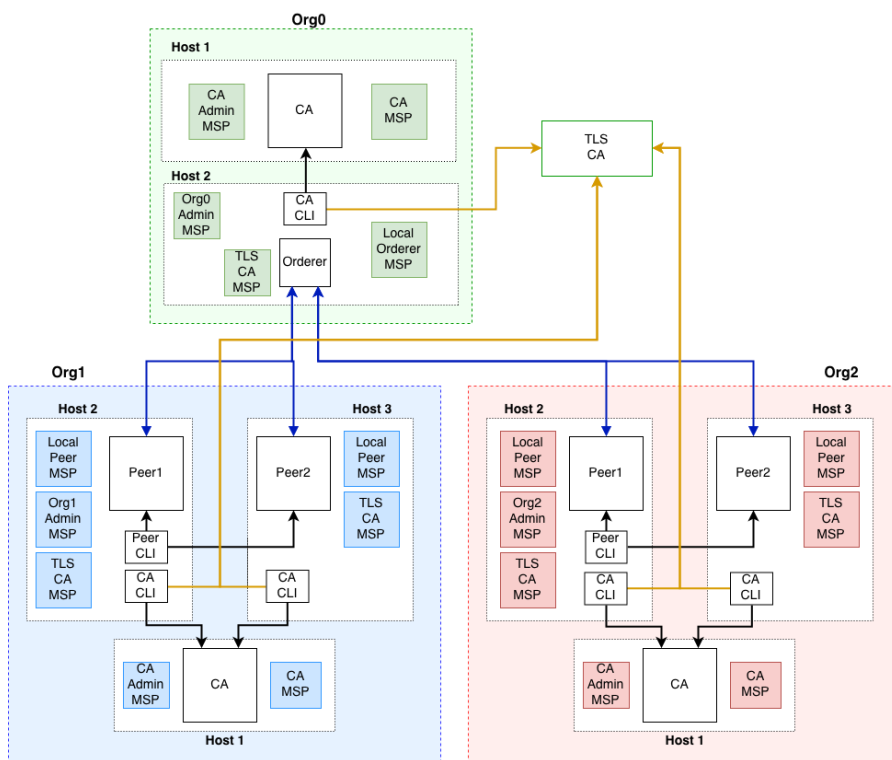 Org0
Host 1
CA
Admin
MSP
CA
CA
MSP
TLS
CA
Host 2
Org0
Admin
MSP
CA
CLI
Local
Orderer
MSP
TLS
CA
MSP
Orderer
Org1
Host 2
Host 3
Local
Peer
MSP
Peer1
Peer2
Local
Peer
MSP
Org1
Admin
MSP
TLS
CA
MSP
Peer
CLI
TLS
CA
MSP
CA
CLI
CA
CLI
CA
Admin
MSP
CA
CA
MSP
Host 1
Org2
Host 2
Host 3
Local
Peer
MSP
Peer1
Peer2
Local
Peer
MSP
Org2
Admin
MSP
TLS
CA
MSP
Peer
CLI
TLS
CA
MSP
CA
CLI
CA
CLI
CA
Admin
MSP
CA
CA
MSP
Host 1